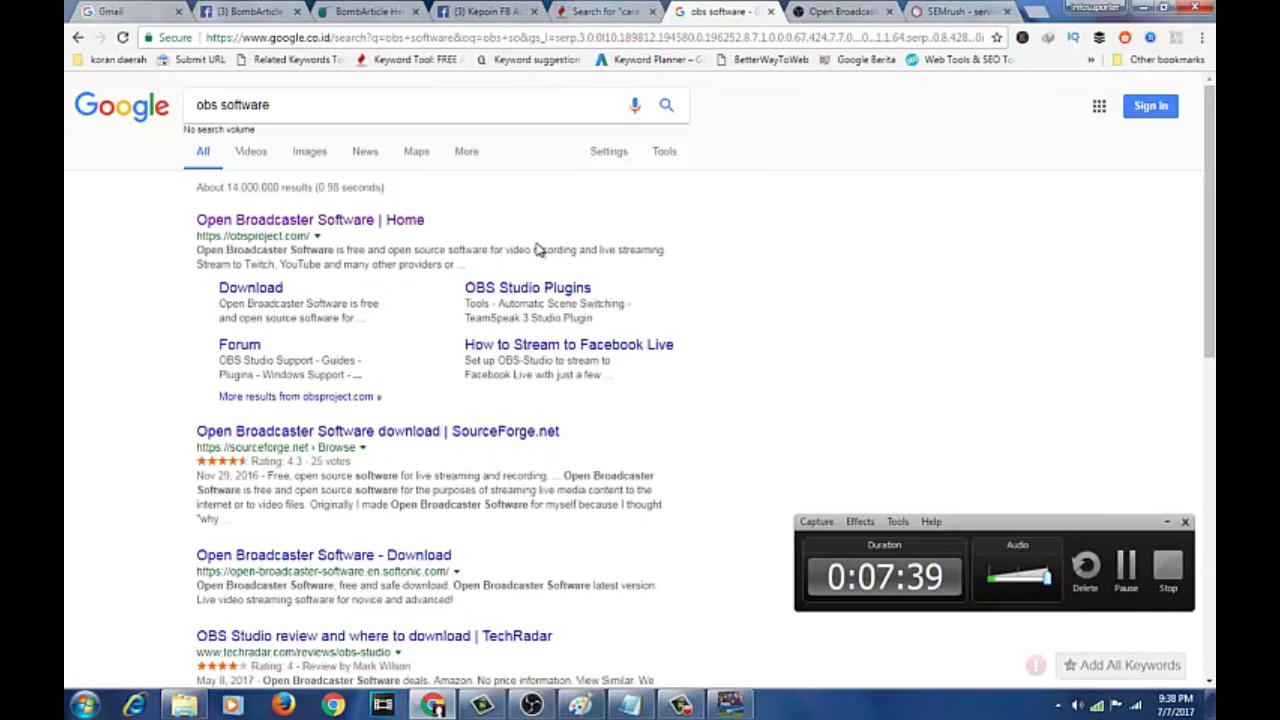 Gmail
(3) BombArticle
BombArticle He
(3) Kepoin FB A
Search for "cara
obs software - G
Open Broadcas
SEMrush - serv
infosuporter
Secure
https://www.google.co.id/search?q=obs+software&oq=obs+so&gs_l=serp.3.0.0l10.189812.194580.0.196252.8.7.1.0.0.0.67.424.7.7.0...0...1.1.64.serp..0.8.428...0i
koran daerah
Submit URL
Related Keywords To
Keyword Tool: FREE
Keyword suggestion
Keyword Planner – G
BetterWayToWeb
Google Berita
Web Tools & SEO To
»
Other bookmarks
Google
obs software
Sign in
No search volume
All
Videos
Images
News
Maps
More
Settings
Tools
About 14.000.000 results (0.98 seconds)
Open Broadcaster Software | Home
https://obsproject.com/
Open Broadcaster Software is free and open source software for video recording and live streaming.
Stream to Twitch, YouTube and many other providers or ...
Download
Open Broadcaster Software is free
and open source software for ...
OBS Studio Plugins
Tools - Automatic Scene Switching -
TeamSpeak 3 Studio Plugin
Forum
OBS Studio Support - Guides -
Plugins - Windows Support - ...
How to Stream to Facebook Live
Set up OBS-Studio to stream to
Facebook Live with just a few ...
More results from obsproject.com »
Open Broadcaster Software download | SourceForge.net
https://sourceforge.net › Browse
Rating: 4.3 - 25 votes
Nov 29, 2016 - Free, open source software for live streaming and recording. ... Open Broadcaster
Software is free and open source software for the purposes of streaming live media content to the
internet or to video files. Originally I made Open Broadcaster Software for myself because I thought
"why ...
Open Broadcaster Software - Download
https://open-broadcaster-software.en.softonic.com/
Open Broadcaster Software, free and safe download. Open Broadcaster Software latest version:
Live video streaming software for novice and advanced!
OBS Studio review and where to download | TechRadar
www.techradar.com/reviews/obs-studio
Rating: 4 - Review by Mark Wilson
May 8, 2017 - Open Broadcaster Software deals. Amazon. No price information. View Similar. We
Capture
Effects
Tools
Help
Duration
Audio
0:07:39
Delete
Pause
Stop
Add All Keywords
9:38 PM
7/7/2017